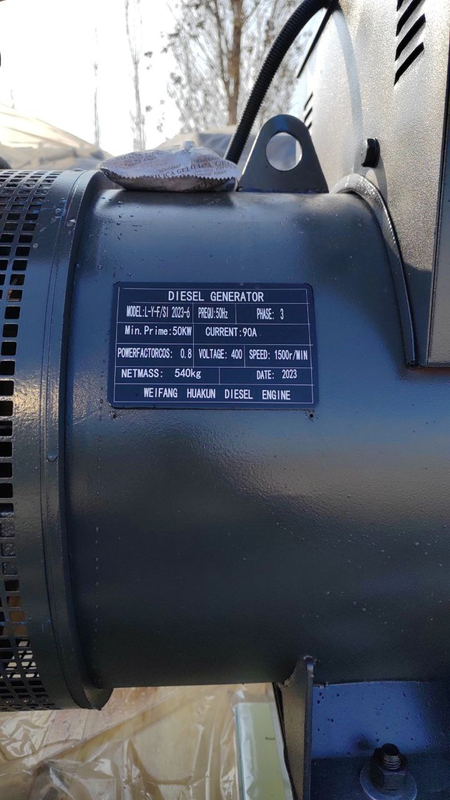 DIESEL GENERATOR
MODEL:L-Y-F/SI 2023-6 PREQU:50Hz PHASE: 3
Min.Prime:50KW CURRENT:90A
POWERFACTORCOS: 0.8 VOLTAGE: 400 SPEED: 1500r/MIN
NETMASS: 540kg DATE: 2023
WEIFANG HUAKUN DIESEL ENGINE